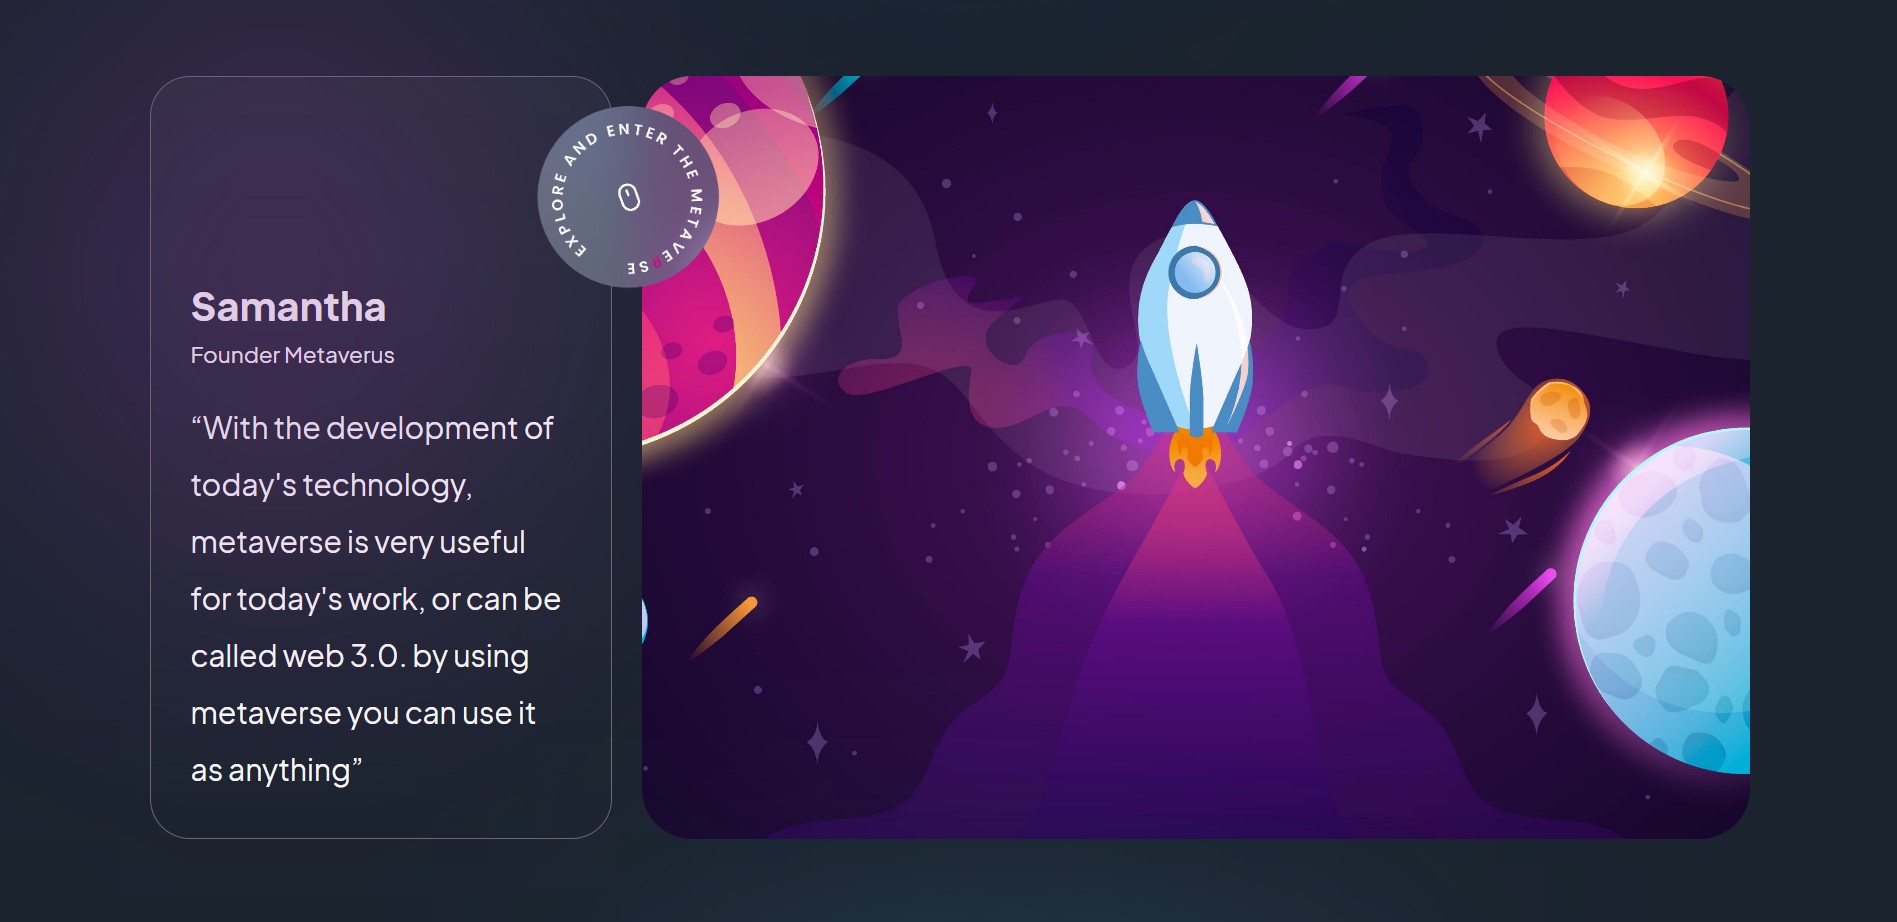 EXPLORE AND ENTER THE METAVERSE
Samantha
Founder Metaverus
“With the development of
today's technology,
metaverse is very useful
for today's work, or can be
called web 3.0. by using
metaverse you can use it
as anything”